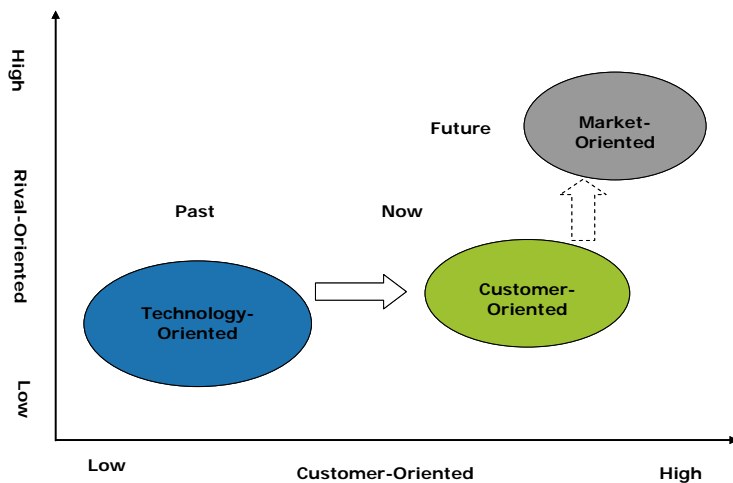 High
Rival-Oriented
Low
Future
Market-
Oriented
Past
Now
Technology-
Oriented
Customer-
Oriented
Low
Customer-Oriented
High